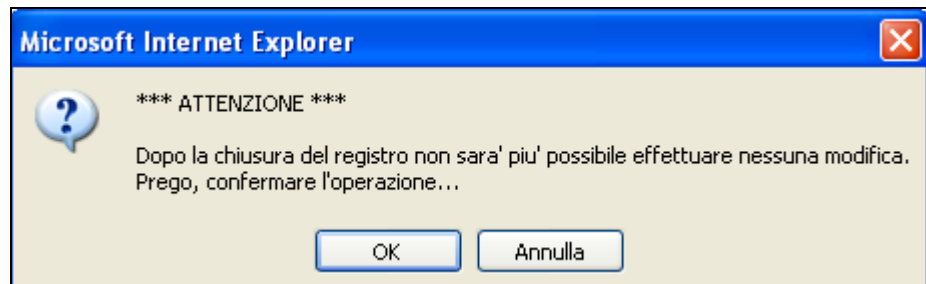 Microsoft Internet Explorer
*** ATTENZIONE ***
Dopo la chiusura del registro non sara' piu' possibile effettuare nessuna modifica.
Prego, confermare l'operazione...
OK
Annulla